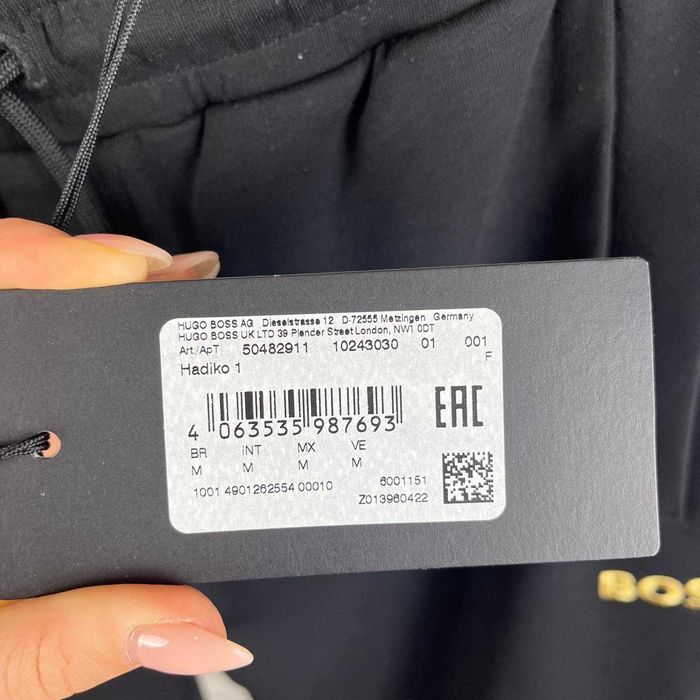 HUGO BOSS AG Dieselstrasse 12 D-72555 Metzingen Germany
HUGO BOSS UK LTD 39 Plender Street London, NW1 0DT
Art./ApT 50482911 10243030 01 001
F
Hadiko 1
EAC
4 063535 987693
BR INT MX VE
M M M M
1001 4901262554 00010 6001151
Z013960422
BOS